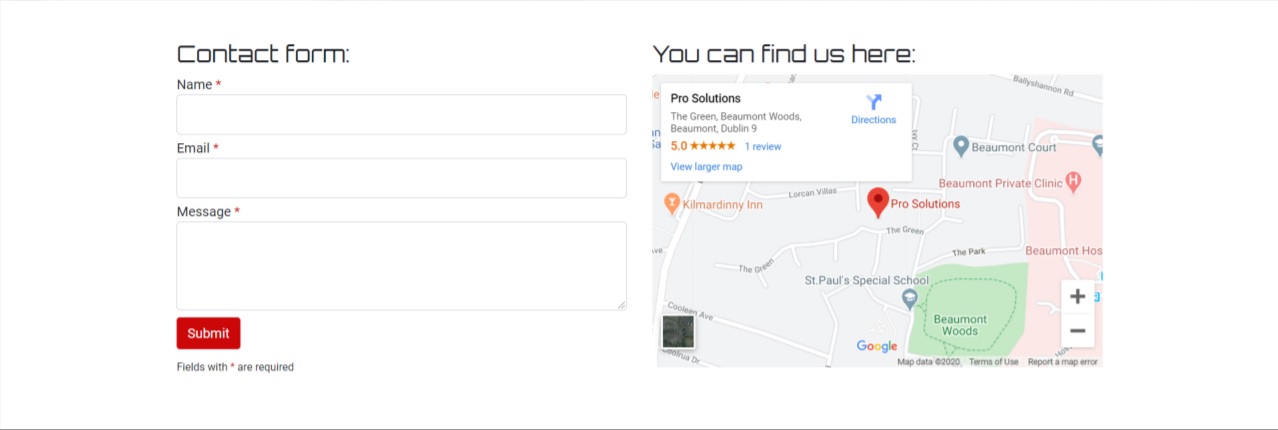 Contact form:
Name *
Email *
Message *
Submit
Fields with * are required
You can find us here:
Ballyshannon Rd
Pro Solutions
The Green, Beaumont Woods,
Beaumont, Dublin 9
5.0 ★★★★★ 1 review
View larger map
Directions
Beaumont Court
Beaumont Private Clinic
Lorcan Villas
Kilmardinny Inn
Pro Solutions
The Green
The Park
Beaumont Hos
The Green
St.Paul's Special School
Coolean Ave
Beaumont
Woods
Coolrua Dr
Google
Map data ©2020 Terms of Use Report a map error